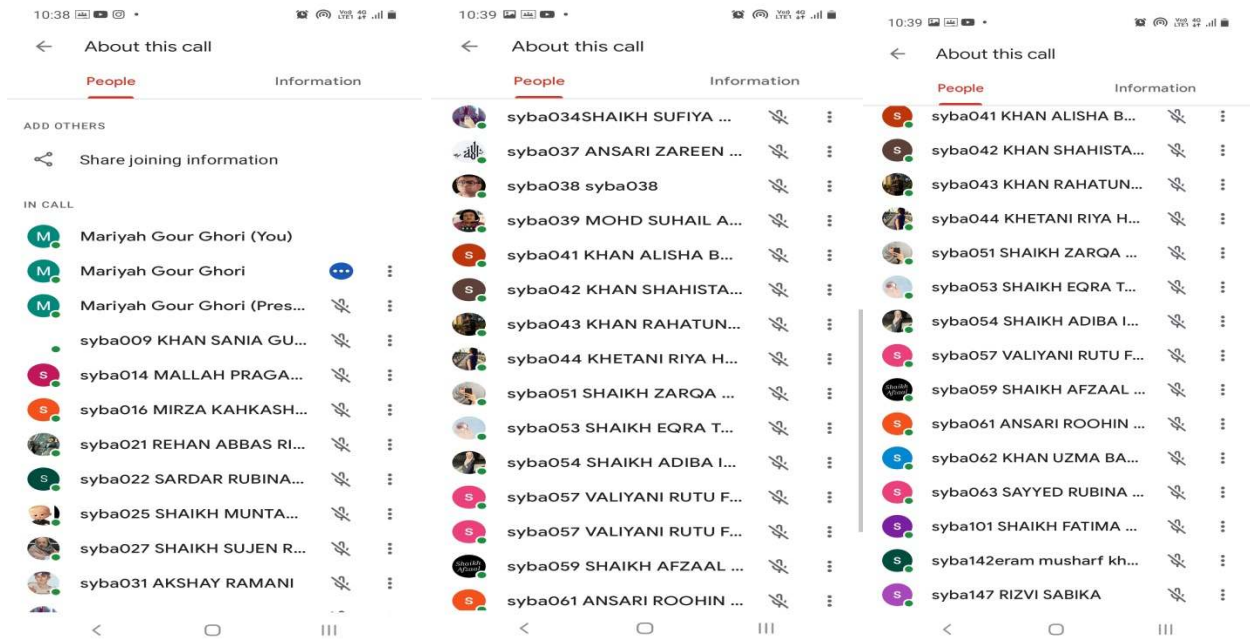 10:38
About this call
People Information
ADD OTHERS
Share joining information
IN CALL
M Mariyah Gour Ghori (You)
M Mariyah Gour Ghori
M Mariyah Gour Ghori (Pres...
syba009 KHAN SANIA GU...
S syba014 MALLAH PRAGA...
S syba016 MIRZA KAHKASH...
syba021 REHAN ABBAS RI...
S syba022 SARDAR RUBINA...
syba025 SHAIKH MUNTA...
syba027 SHAIKH SUJEN R...
syba031 AKSHAY RAMANI
10:39
About this call
People Information
syba034SHAIKH SUFIYA ...
syba037 ANSARI ZAREEN ...
syba038 syba038
syba039 MOHD SUHAIL A...
S syba041 KHAN ALISHA B...
S syba042 KHAN SHAHISTA...
syba043 KHAN RAHATUN...
syba044 KHETANI RIYA H...
syba051 SHAIKH ZARQA ...
syba053 SHAIKH EQRA T...
syba054 SHAIKH ADIBA I...
S syba057 VALIYANI RUTU F...
S syba057 VALIYANI RUTU F...
Shaikh Afzaal syba059 SHAIKH AFZAAL ...
S syba061 ANSARI ROOHIN ...
10:39
About this call
People Information
S syba041 KHAN ALISHA B...
S syba042 KHAN SHAHISTA...
syba043 KHAN RAHATUN...
syba044 KHETANI RIYA H...
syba051 SHAIKH ZARQA ...
syba053 SHAIKH EQRA T...
syba054 SHAIKH ADIBA I...
S syba057 VALIYANI RUTU F...
Shaikh Afzaal syba059 SHAIKH AFZAAL ...
S syba061 ANSARI ROOHIN ...
S syba062 KHAN UZMA BA...
S syba063 SAYYED RUBINA ...
S syba101 SHAIKH FATIMA ...
S syba142eram musharf kh...
S syba147 RIZVI SABIKA